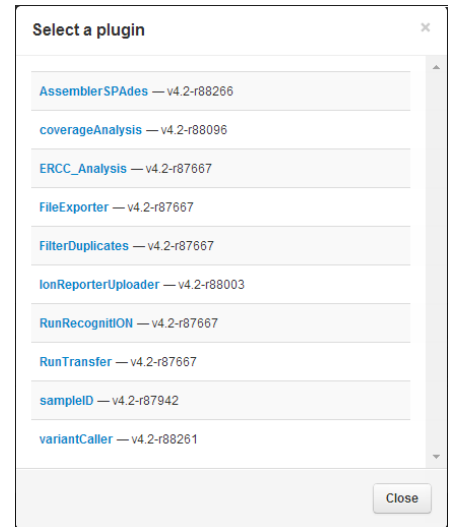 Select a plugin ×
AssemblerSPAdes — v4.2-r88266
coverageAnalysis — v4.2-r88096
ERCC_Analysis — v4.2-r87667
FileExporter — v4.2-r87667
FilterDuplicates — v4.2-r87667
IonReporterUploader — v4.2-r88003
RunRecognitION — v4.2-r87667
RunTransfer — v4.2-r87667
sampleID — v4.2-r87942
variantCaller — v4.2-r88261
Close